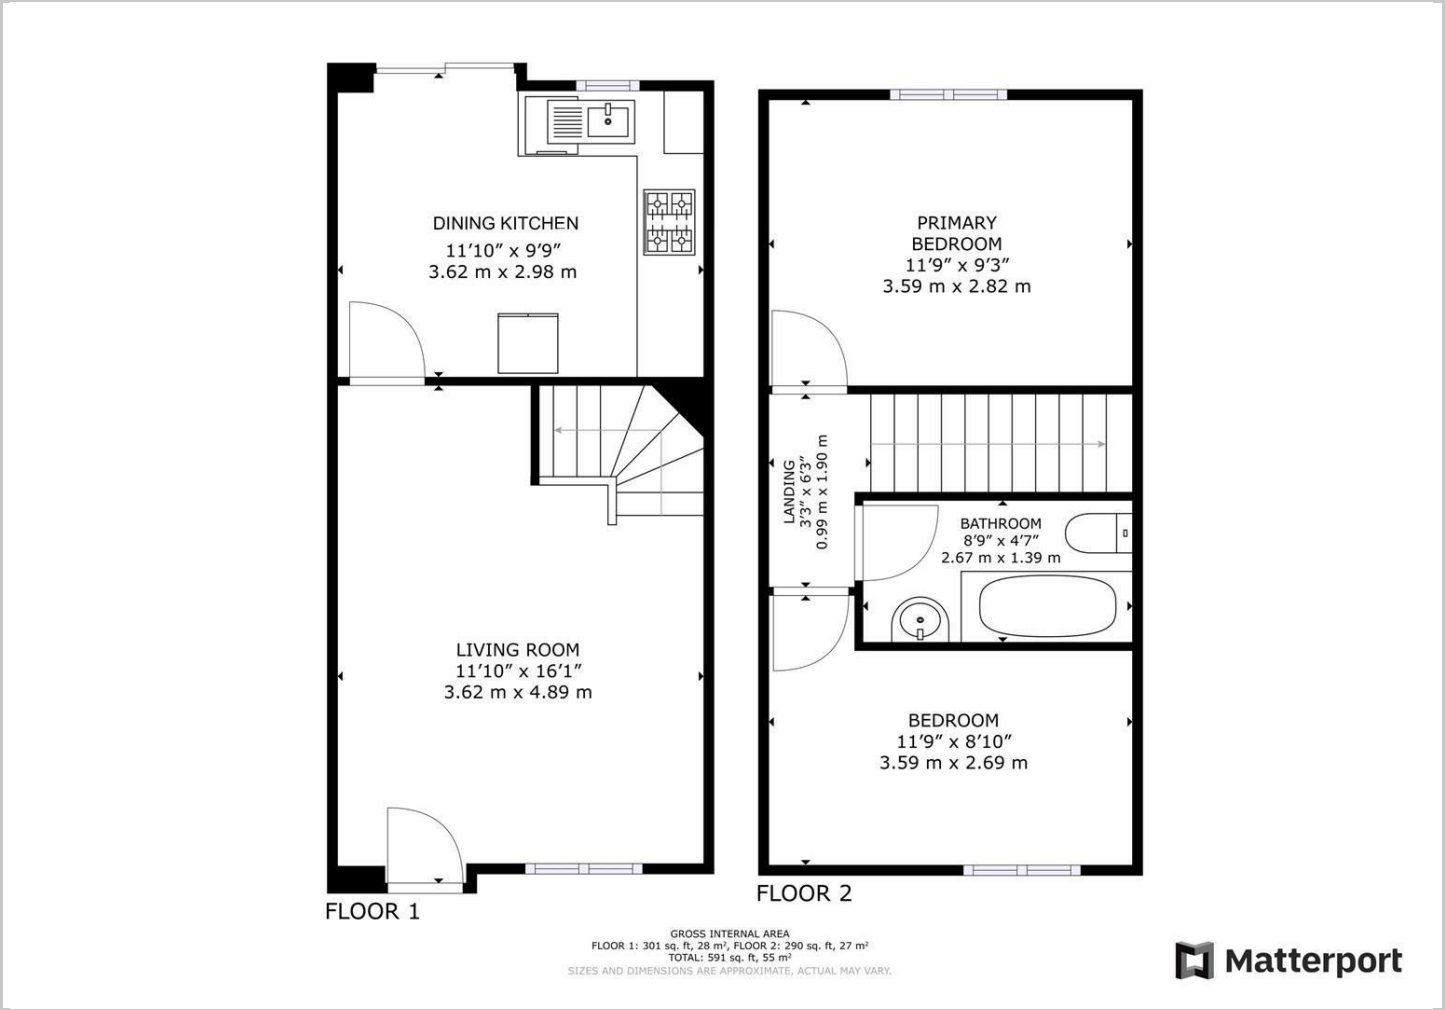 DINING KITCHEN
11’10” x 9’9”
3.62 m x 2.98 m
LIVING ROOM
11’10” x 16’1”
3.62 m x 4.89 m
FLOOR 1
PRIMARY
BEDROOM
11’9” x 9’3”
3.59 m x 2.82 m
LANDING
3’3” x 6’3”
0.99 m x 1.90 m
BATHROOM
8’9” x 4’7”
2.67 m x 1.39 m
BEDROOM
11’9” x 8’10”
3.59 m x 2.69 m
FLOOR 2
GROSS INTERNAL AREA
FLOOR 1: 301 sq. ft, 28 m², FLOOR 2: 290 sq. ft, 27 m²
TOTAL: 591 sq. ft, 55 m²
SIZES AND DIMENSIONS ARE APPROXIMATE, ACTUAL MAY VARY.
Matterport